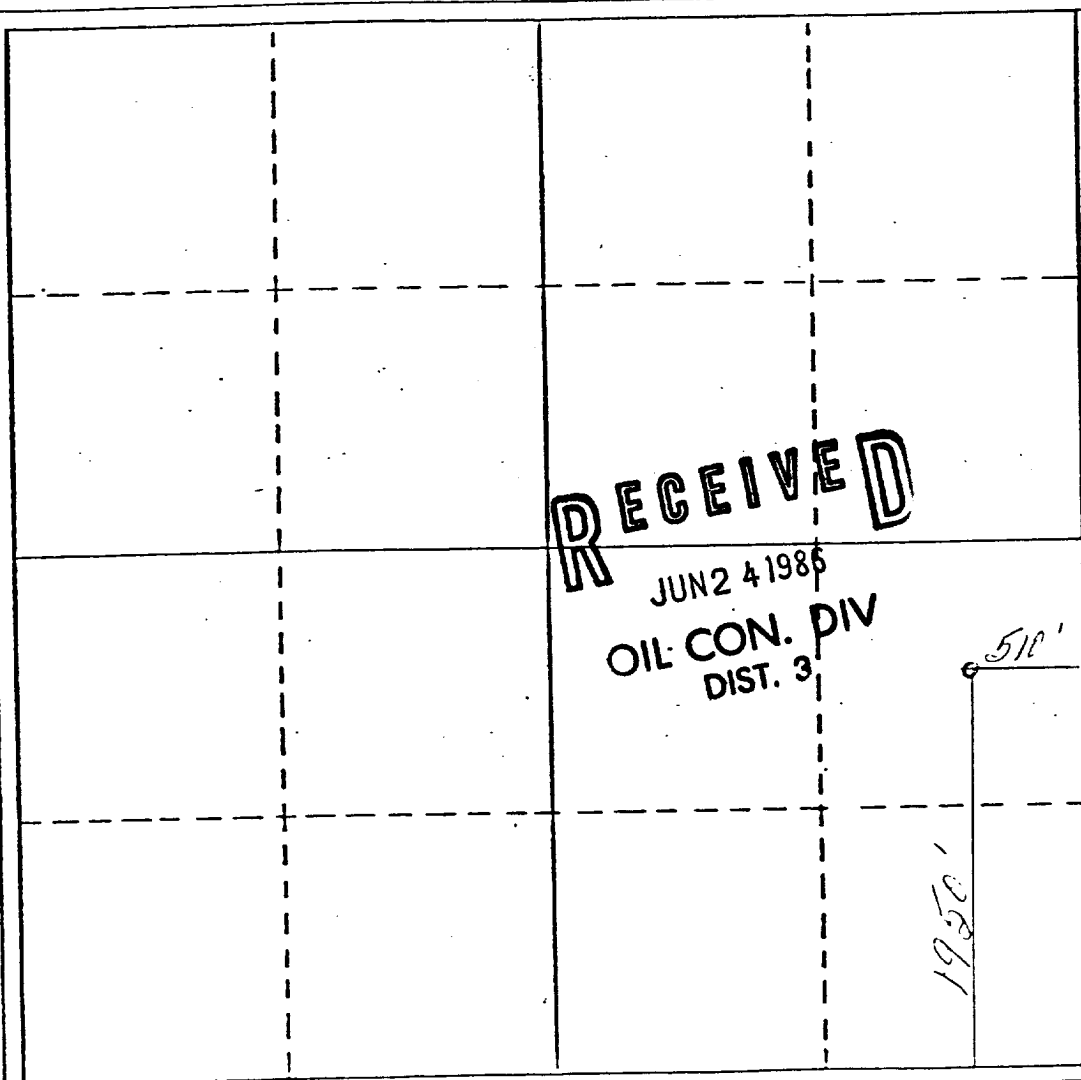 RECEIVED
JUN 2 4 1986
OIL CON. DIV
DIST. 3
510'
1950'